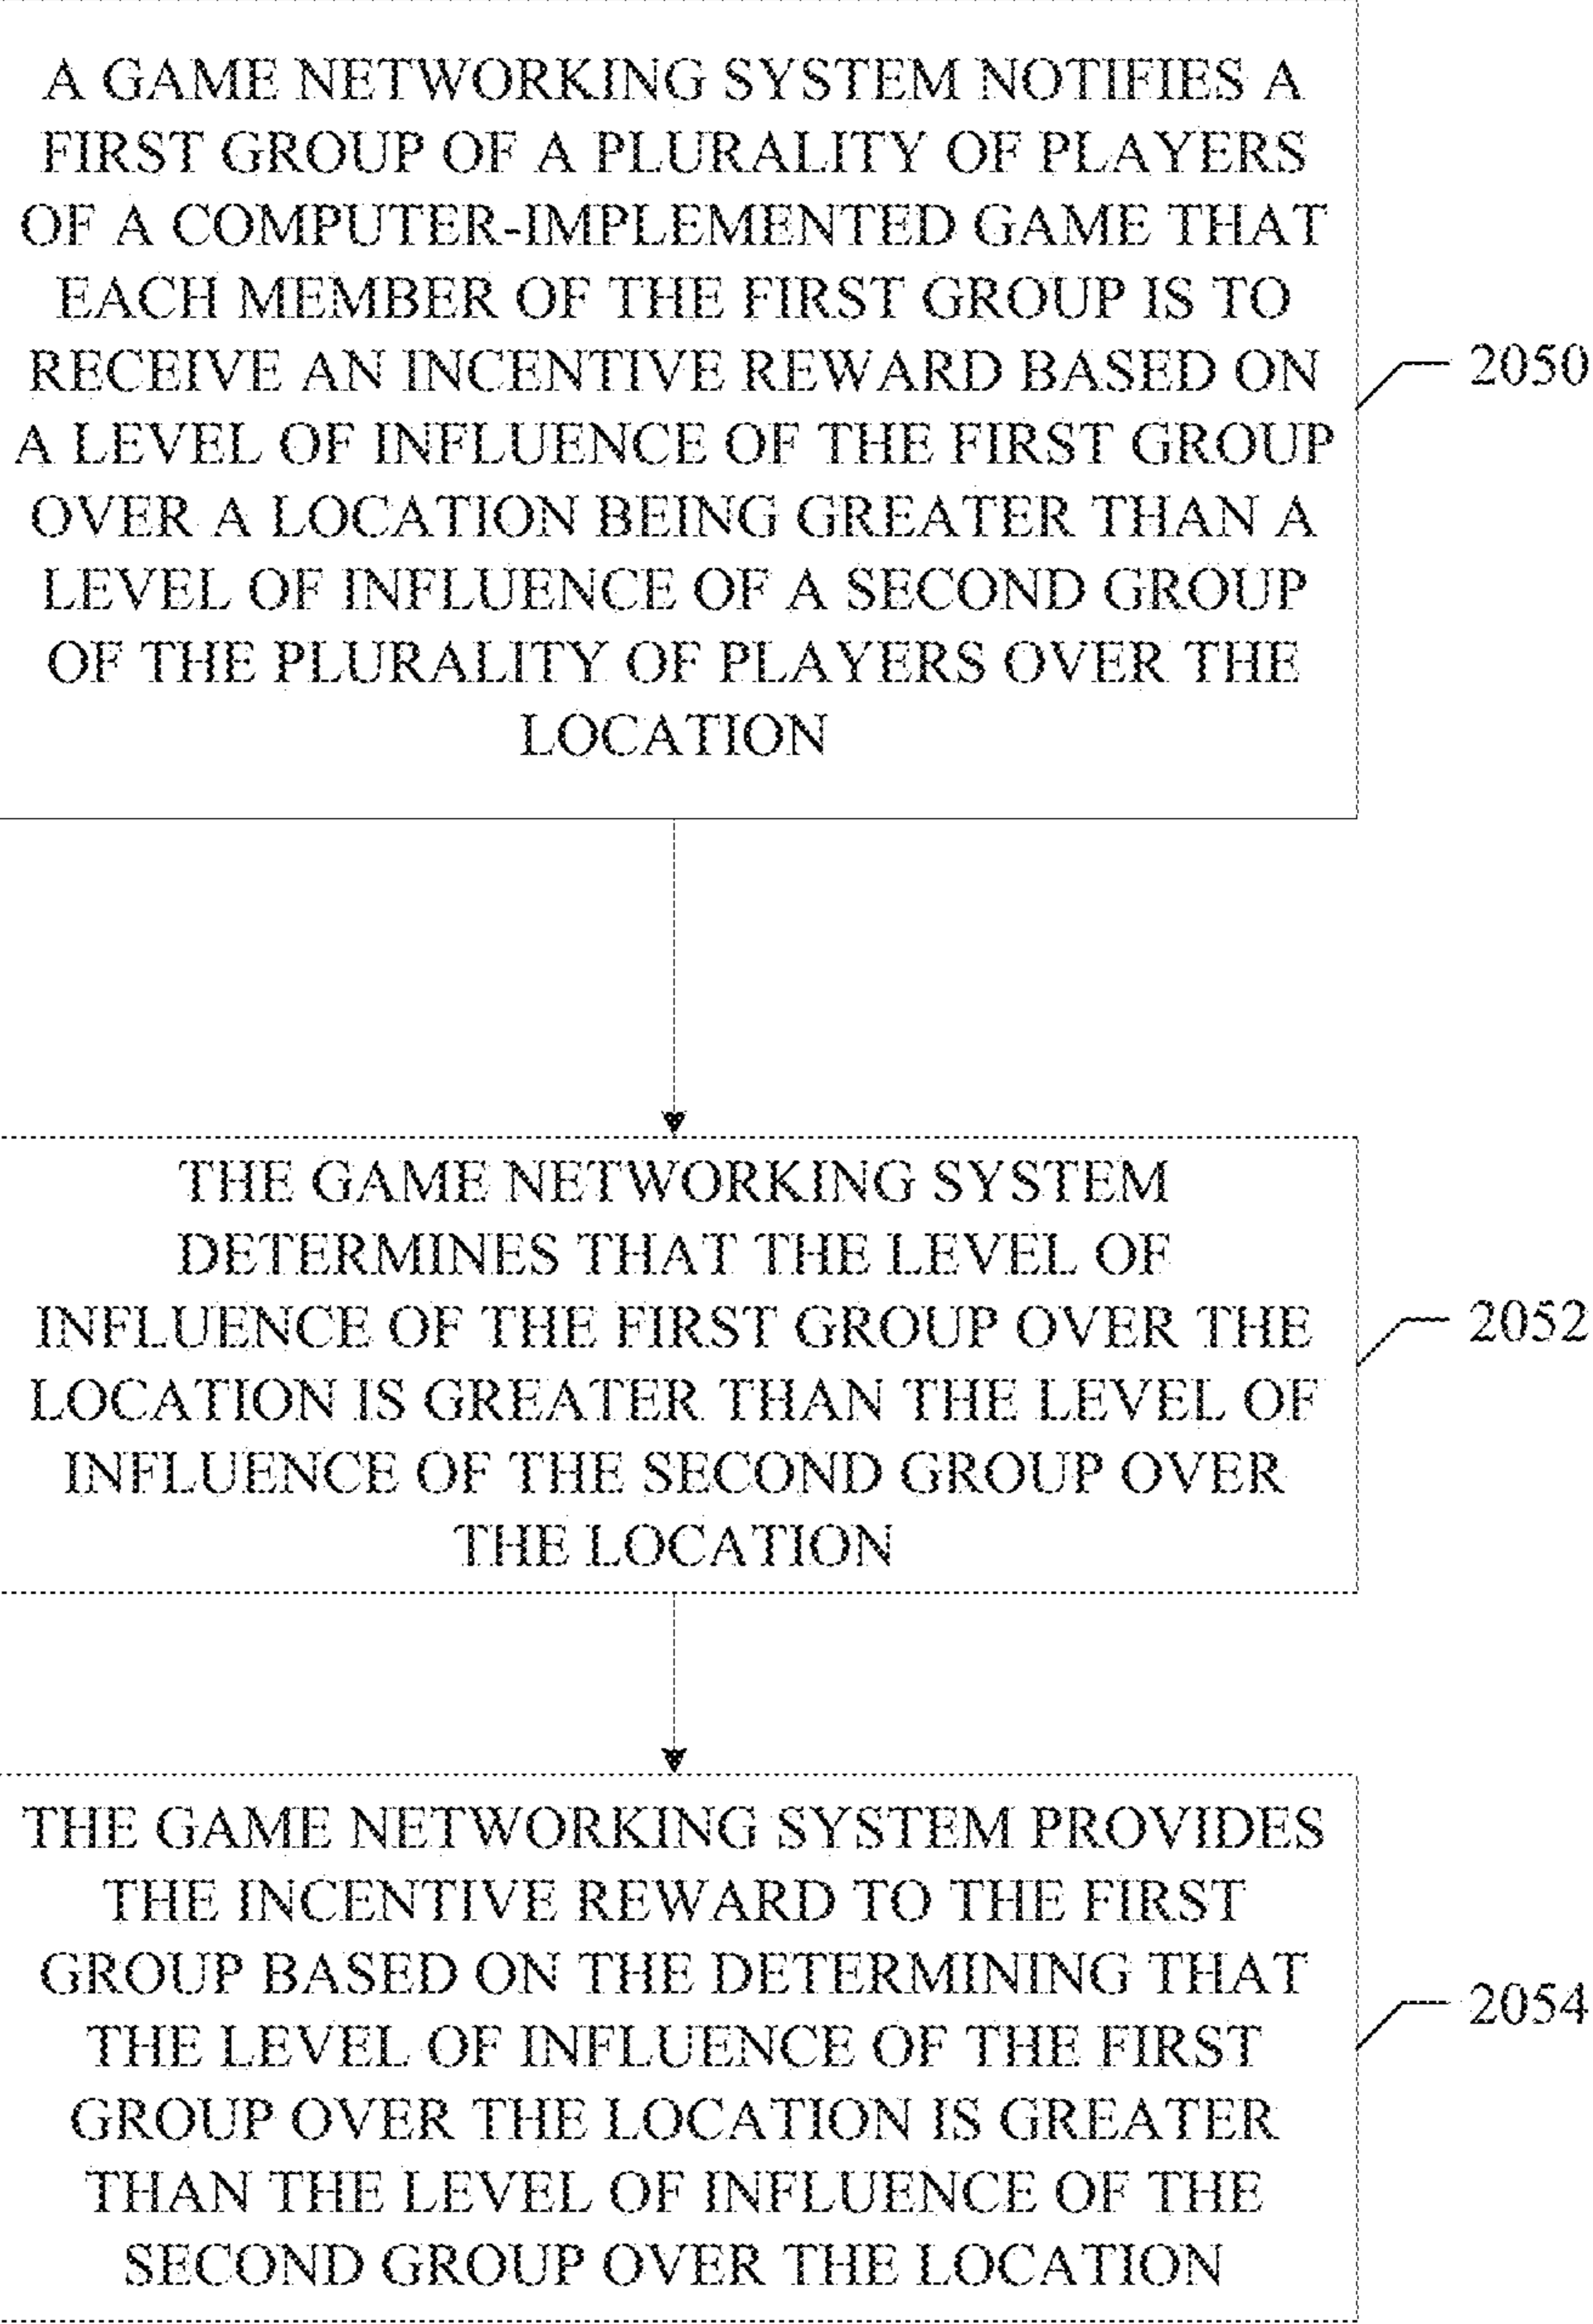 A GAME NETWORKING SYSTEM NOTIFIES A
FIRST GROUP OF A PLURALITY OF PLAYERS
OF A COMPUTER-IMPLEMENTED GAME THAT
EACH MEMBER OF THE FIRST GROUP IS TO
RECEIVE AN INCENTIVE REWARD BASED ON
A LEVEL OF INFLUENCE OF THE FIRST GROUP
OVER A LOCATION BEING GREATER THAN A
LEVEL OF INFLUENCE OF A SECOND GROUP
OF THE PLURALITY OF PLAYERS OVER THE
LOCATION
2050
THE GAME NETWORKING SYSTEM
DETERMINES THAT THE LEVEL OF
INFLUENCE OF THE FIRST GROUP OVER THE
LOCATION IS GREATER THAN THE LEVEL OF
INFLUENCE OF THE SECOND GROUP OVER
THE LOCATION
2052
THE GAME NETWORKING SYSTEM PROVIDES
THE INCENTIVE REWARD TO THE FIRST
GROUP BASED ON THE DETERMINING THAT
THE LEVEL OF INFLUENCE OF THE FIRST
GROUP OVER THE LOCATION IS GREATER
THAN THE LEVEL OF INFLUENCE OF THE
SECOND GROUP OVER THE LOCATION
2054